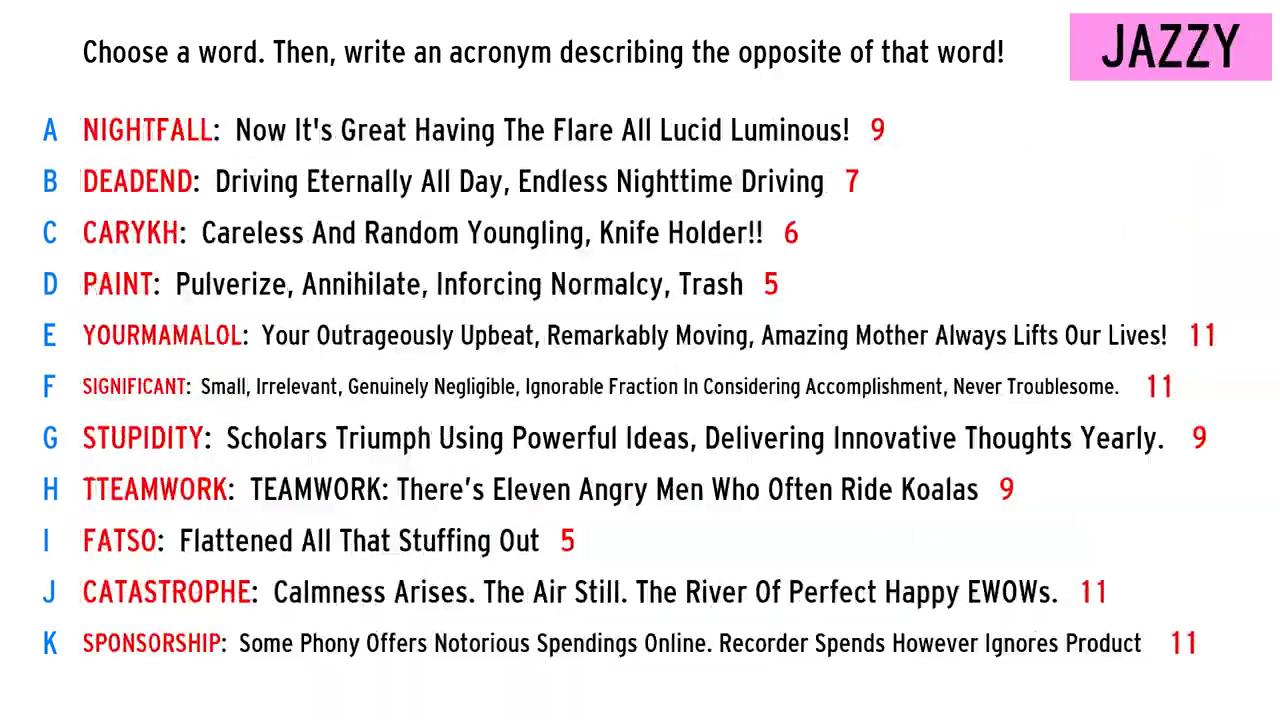 Choose a word. Then, write an acronym describing the opposite of that word!
JAZZY
A NIGHTFALL: Now It's Great Having The Flare All Lucid Luminous! 9
B DEADEND: Driving Eternally All Day, Endless Nighttime Driving 7
C CARYKH: Careless And Random Youngling, Knife Holder!! 6
D PAINT: Pulverize, Annihilate, Inforcing Normalcy, Trash 5
E YOURMAMALOL: Your Outrageously Upbeat, Remarkably Moving, Amazing Mother Always Lifts Our Lives! 11
F SIGNIFICANT: Small, Irrelevant, Genuinely Negligible, Ignorable Fraction In Considering Accomplishment, Never Troublesome. 11
G STUPIDITY: Scholars Triumph Using Powerful Ideas, Delivering Innovative Thoughts Yearly. 9
H TTEAMWORK: TEAMWORK: There’s Eleven Angry Men Who Often Ride Koalas 9
I FATSO: Flattened All That Stuffing Out 5
J CATASTROPHE: Calmness Arises. The Air Still. The River Of Perfect Happy EWOWs. 11
K SPONSORSHIP: Some Phony Offers Notorious Spendings Online. Recorder Spends However Ignores Product 11